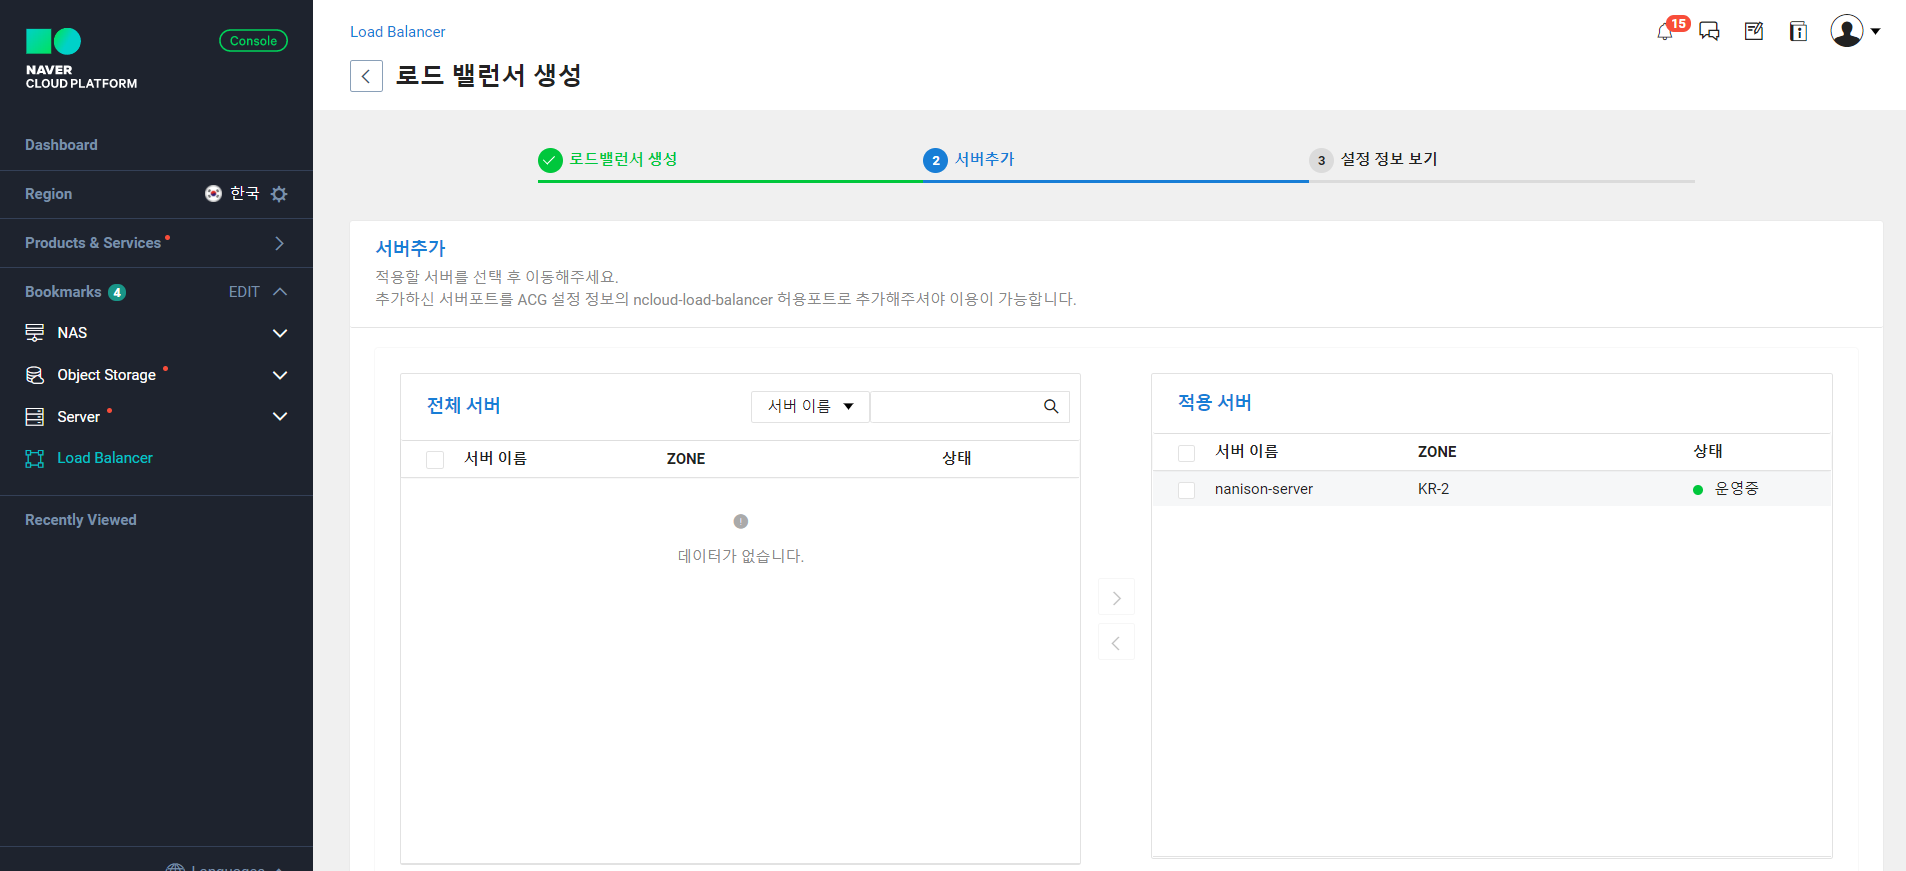 NAVER
CLOUD PLATFORM
Console
Dashboard
Region
한국
Products & Services
Bookmarks
4
EDIT
NAS
Object Storage
Server
Load Balancer
Recently Viewed
Languages
Load Balancer
로드 밸런서 생성
15
로드밸런서 생성
2 서버추가
3 설정 정보 보기
서버추가
적용할 서버를 선택 후 이동해주세요.
추가하신 서버포트를 ACG 설정 정보의 ncloud-load-balancer 허용포트로 추가해주셔야 이용이 가능합니다.
전체 서버
서버 이름
서버 이름 ZONE 상태
데이터가 없습니다.
적용 서버
서버 이름 ZONE 상태
nanison-server KR-2 운영중